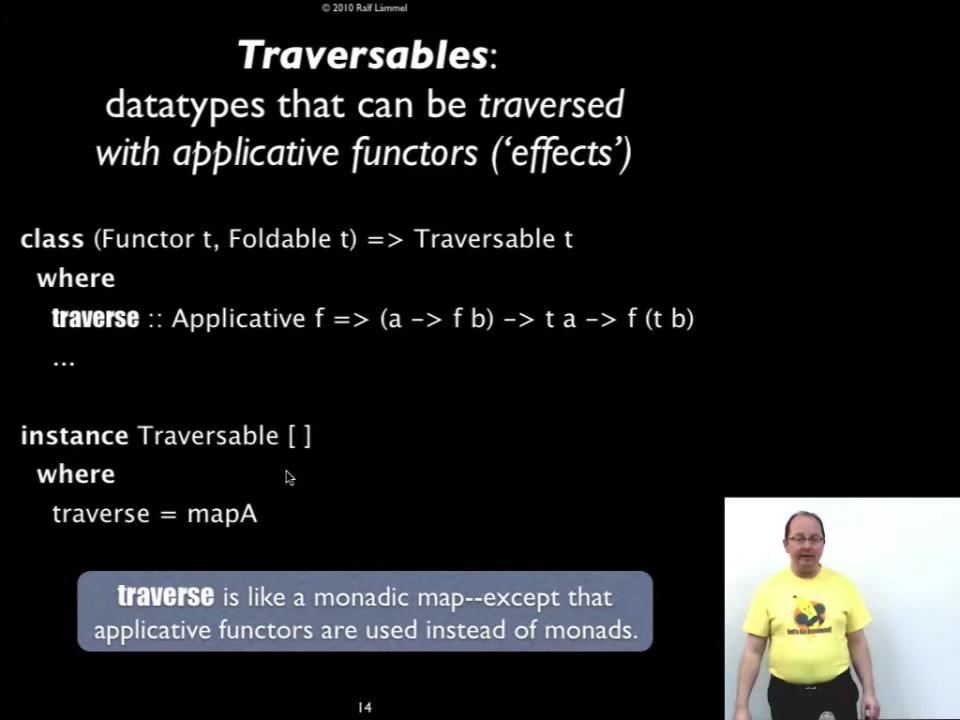 © 2010 Ralf Lämmel
Traversables:
datatypes that can be traversed
with applicative functors (‘effects’)
class (Functor t, Foldable t) => Traversable t
where
traverse :: Applicative f => (a -> f b) -> t a -> f (t b)
...
instance Traversable [ ]
where
traverse = mapA
traverse is like a monadic map--except that
applicative functors are used instead of monads.
14